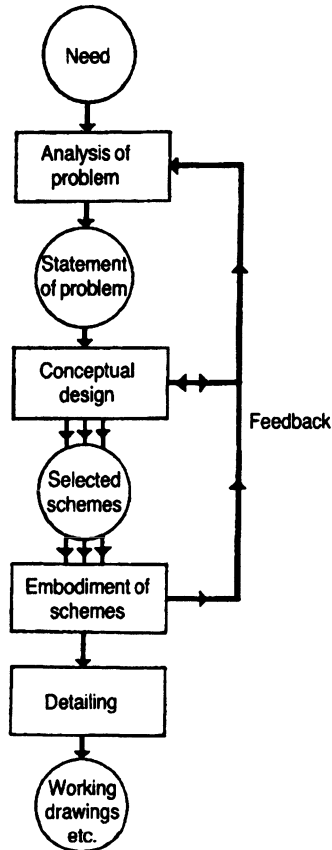 Need
Analysis of
problem
Statement
of problem
Conceptual
design
Feedback
Selected
schemes
Embodiment of
schemes
Detailing
Working
drawings
etc.